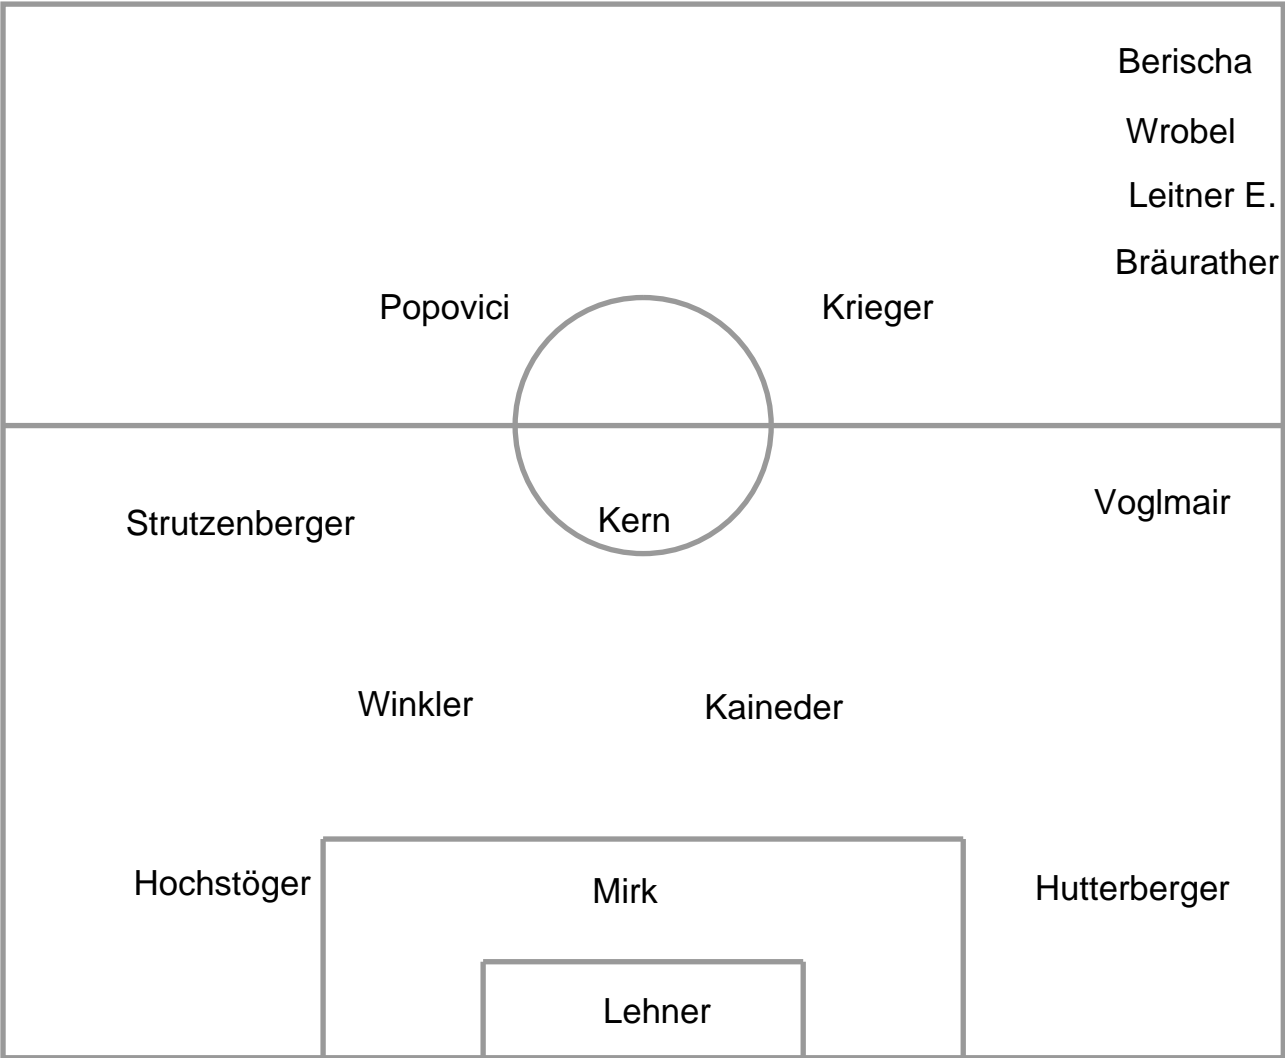 Berischa
Wrobel
Leitner E.
Bräurather
Popovici
Krieger
Strutzenberger
Kern
Voglmair
Winkler
Kaineder
Hochstöger
Mirk
Hutterberger
Lehner